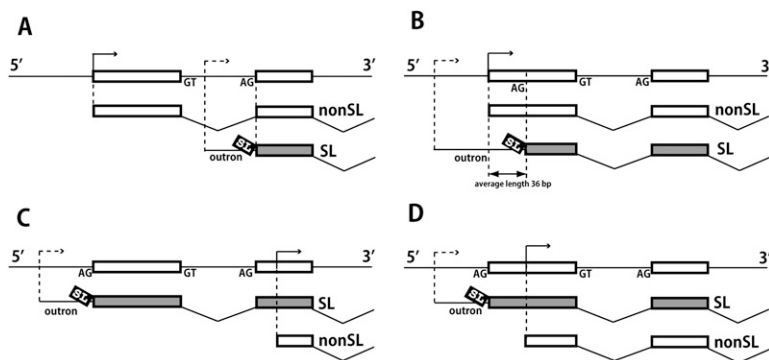 A
5′ 3′
GT AG
nonSL
SL SL
outron
B
5′ 3
AG GT AG
nonSL
SL SL
outron
average length 36 bp
C
5′ 3′
AG GT AG
SL SL
outron
nonSL
D
5′ 3′
AG GT AG
SL SL
outron
nonSL